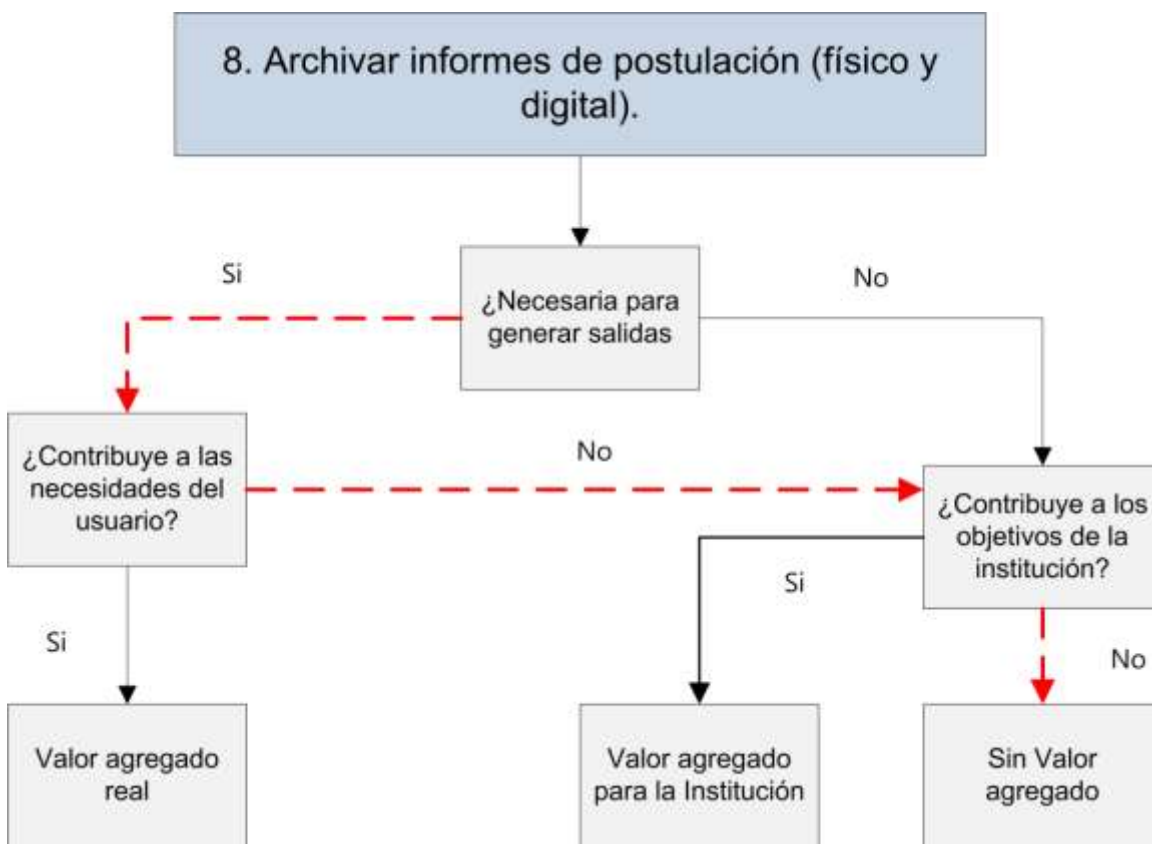 8. Archivar informes de postulación (físico y
digital).
Si
No
¿Necesaria para
generar salidas
¿Contribuye a las
necesidades del
usuario?
No
¿Contribuye a los
objetivos de la
institución?
Si
Si
No
Valor agregado
real
Valor agregado
para la Institución
Sin Valor
agregado